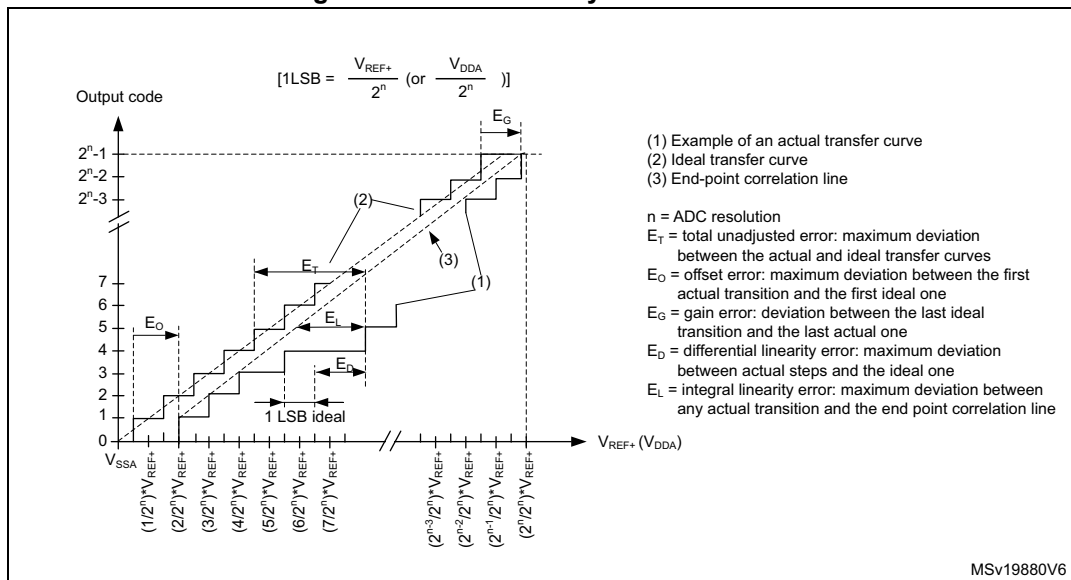 [1LSB = V_REF+ / 2^n (or V_DDA / 2^n )]
Output code
E_G
2^n-1
2^n-2
2^n-3
(2)
(3)
E_T
(1)
7
6
5
4
3
2
1
0
E_O
E_L
E_D
1 LSB ideal
V_SSA
V_REF+ (V_DDA)
(1/2^n)*V_REF+
(2/2^n)*V_REF+
(3/2^n)*V_REF+
(4/2^n)*V_REF+
(5/2^n)*V_REF+
(6/2^n)*V_REF+
(7/2^n)*V_REF+
(2^n-3/2^n)*V_REF+
(2^n-2/2^n)*V_REF+
(2^n-1/2^n)*V_REF+
(2^n/2^n)*V_REF+
(1) Example of an actual transfer curve
(2) Ideal transfer curve
(3) End-point correlation line
n = ADC resolution
E_T = total unadjusted error: maximum deviation
between the actual and ideal transfer curves
E_O = offset error: maximum deviation between the first
actual transition and the first ideal one
E_G = gain error: deviation between the last ideal
transition and the last actual one
E_D = differential linearity error: maximum deviation
between actual steps and the ideal one
E_L = integral linearity error: maximum deviation between
any actual transition and the end point correlation line
MSv19880V6